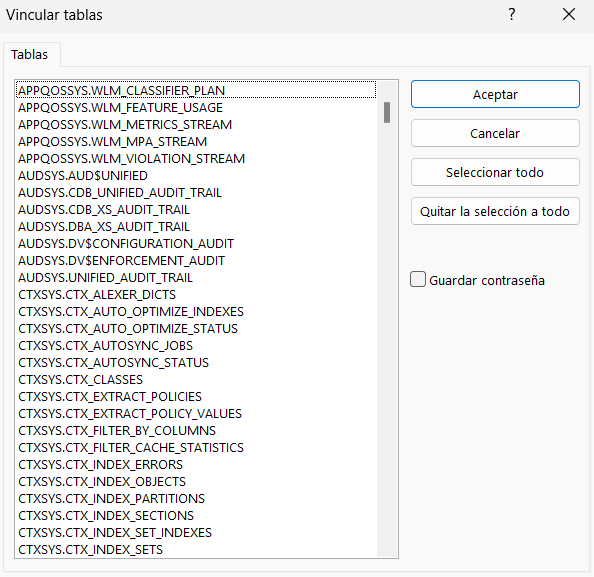 Vincular tablas
?
Tablas
APPQOSSYS.WLM_CLASSIFIER_PLAN
APPQOSSYS.WLM_FEATURE_USAGE
APPQOSSYS.WLM_METRICS_STREAM
APPQOSSYS.WLM_MPA_STREAM
APPQOSSYS.WLM_VIOLATION_STREAM
AUDSYS.AUD$UNIFIED
AUDSYS.CDB_UNIFIED_AUDIT_TRAIL
AUDSYS.CDB_XS_AUDIT_TRAIL
AUDSYS.DBA_XS_AUDIT_TRAIL
AUDSYS.DV$CONFIGURATION_AUDIT
AUDSYS.DV$ENFORCEMENT_AUDIT
AUDSYS.UNIFIED_AUDIT_TRAIL
CTXSYS.CTX_ALEXER_DICTS
CTXSYS.CTX_AUTO_OPTIMIZE_INDEXES
CTXSYS.CTX_AUTO_OPTIMIZE_STATUS
CTXSYS.CTX_AUTOSYNC_JOBS
CTXSYS.CTX_AUTOSYNC_STATUS
CTXSYS.CTX_CLASSES
CTXSYS.CTX_EXTRACT_POLICIES
CTXSYS.CTX_EXTRACT_POLICY_VALUES
CTXSYS.CTX_FILTER_BY_COLUMNS
CTXSYS.CTX_FILTER_CACHE_STATISTICS
CTXSYS.CTX_INDEX_ERRORS
CTXSYS.CTX_INDEX_OBJECTS
CTXSYS.CTX_INDEX_PARTITIONS
CTXSYS.CTX_INDEX_SECTIONS
CTXSYS.CTX_INDEX_SET_INDEXES
CTXSYS.CTX_INDEX_SETS
Aceptar
Cancelar
Seleccionar todo
Quitar la selección a todo
Guardar contraseña